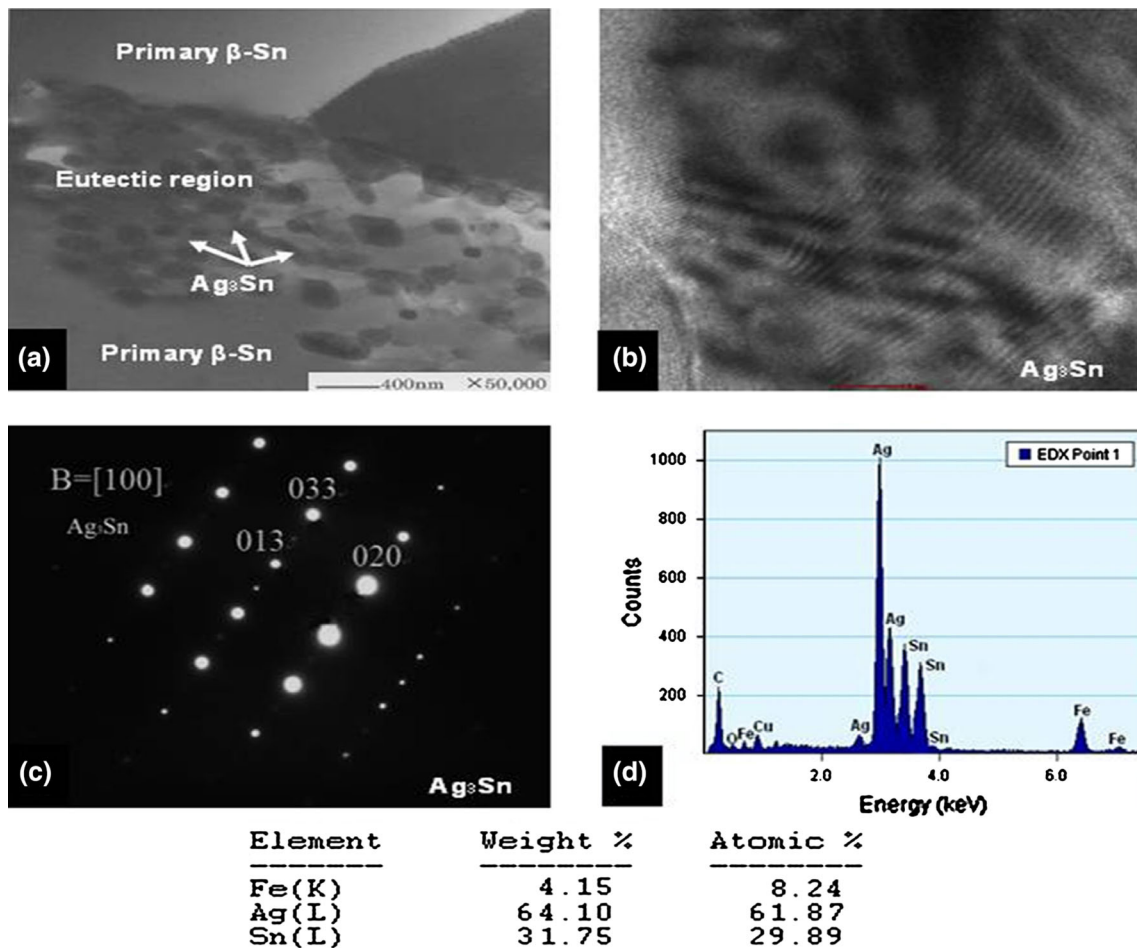 Primary β-Sn
Eutectic region
Ag3Sn
Primary β-Sn
(a)
400nm ×50,000
Ag3Sn
(b)
B=[100]
Ag3Sn
033
013
020
(c)
Ag3Sn
EDX Point 1
1000
800
600
400
200
Counts
C
O
Fe
Cu
Ag
Ag
Ag
Sn
Sn
Sn
Fe
Fe
2.0 4.0 6.0
Energy (keV)
(d)
Element Weight % Atomic %
Fe(K) 4.15 8.24
Ag(L) 64.10 61.87
Sn(L) 31.75 29.89